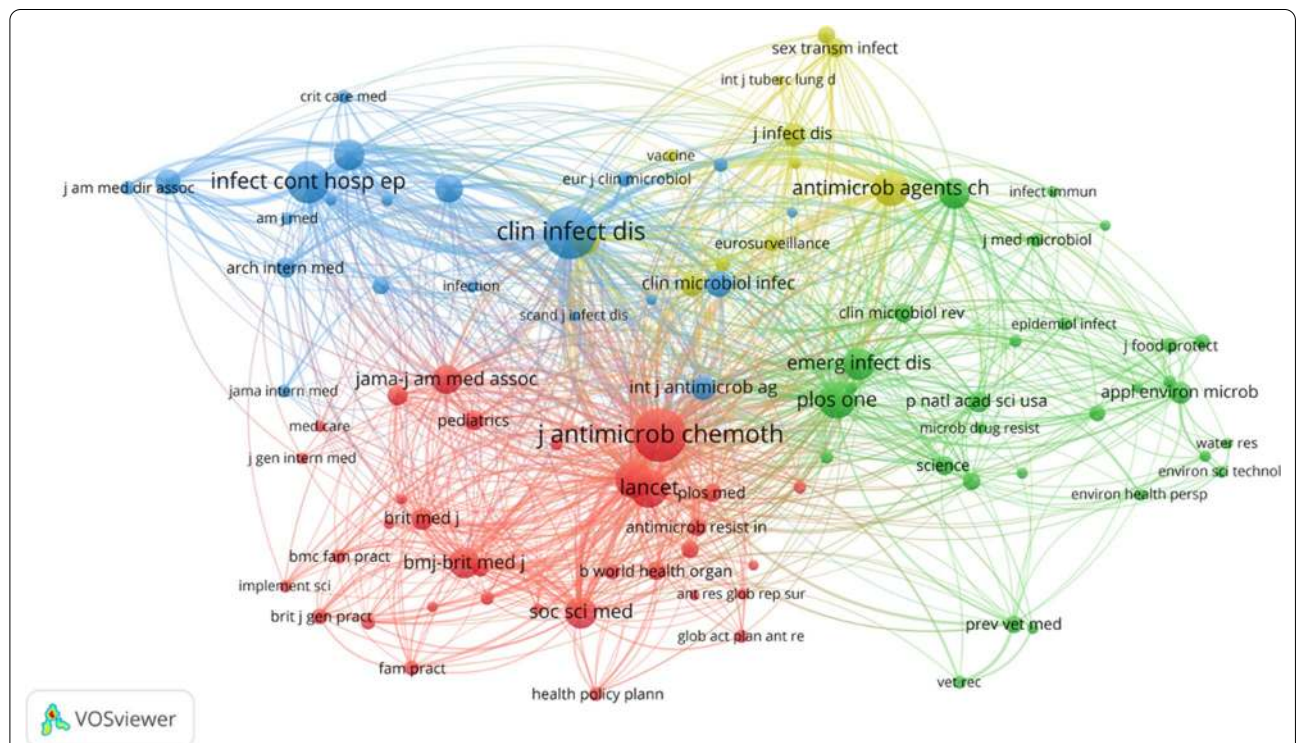 sex transm infect
int j tuberc lung d
crit care med
j infect dis
vaccine
eur j clin microbiol
infect cont hosp ep
j am med dir assoc
antimicrob agents ch
infect immun
am j med
clin infect dis
eurosurveillance
j med microbiol
arch intern med
infection
clin microbiol infec
scand j infect dis
clin microbiol rev
epidemiol infect
j food protect
emerg infect dis
jama-j am med assoc
int j antimicrob ag
jama intern med
plos one
p natl acad sci usa
appl environ microb
med care
pediatrics
microb drug resist
j antimicrob chemoth
water res
j gen intern med
science
environ sci technol
lancet
plos med
environ health persp
brit med j
antimicrob resist in
bmc fam pract
bmj-brit med j
b world health organ
implement sci
ant res glob rep sur
brit j gen pract
soc sci med
prev vet med
glob act plan ant re
fam pract
vet rec
health policy plann
VOSviewer